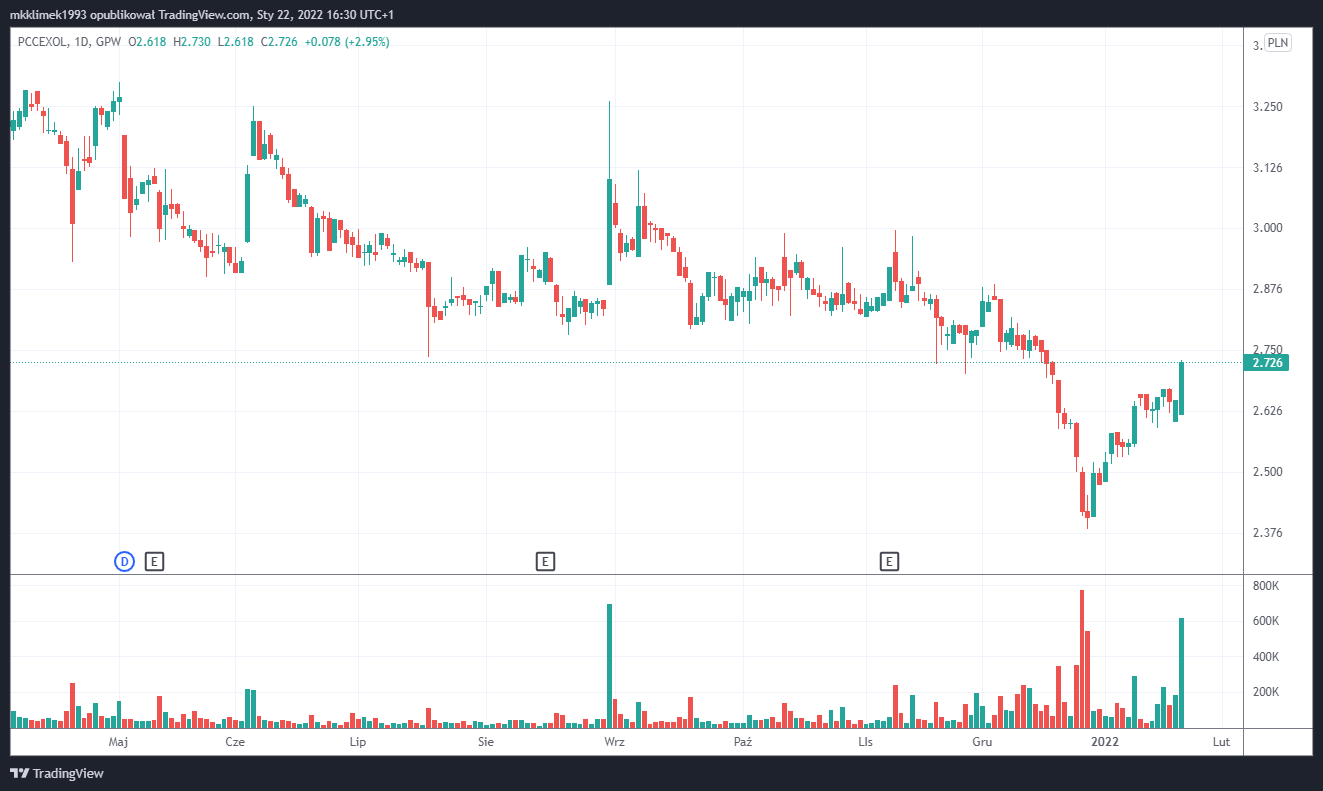 mkklimek1993 opublikował TradingView.com, Sty 22, 2022 16:30 UTC+1
PCCEXOL, 1D, GPW O2.618 H2.730 L2.618 C2.726 +0.078 (+2.95%)
3. PLN
3.250
3.126
3.000
2.876
2.750
2.726
2.626
2.500
2.376
D E E E
800K
600K
400K
200K
Maj Cze Lip Sie Wrz Paź Lis Gru 2022 Lut
TradingView